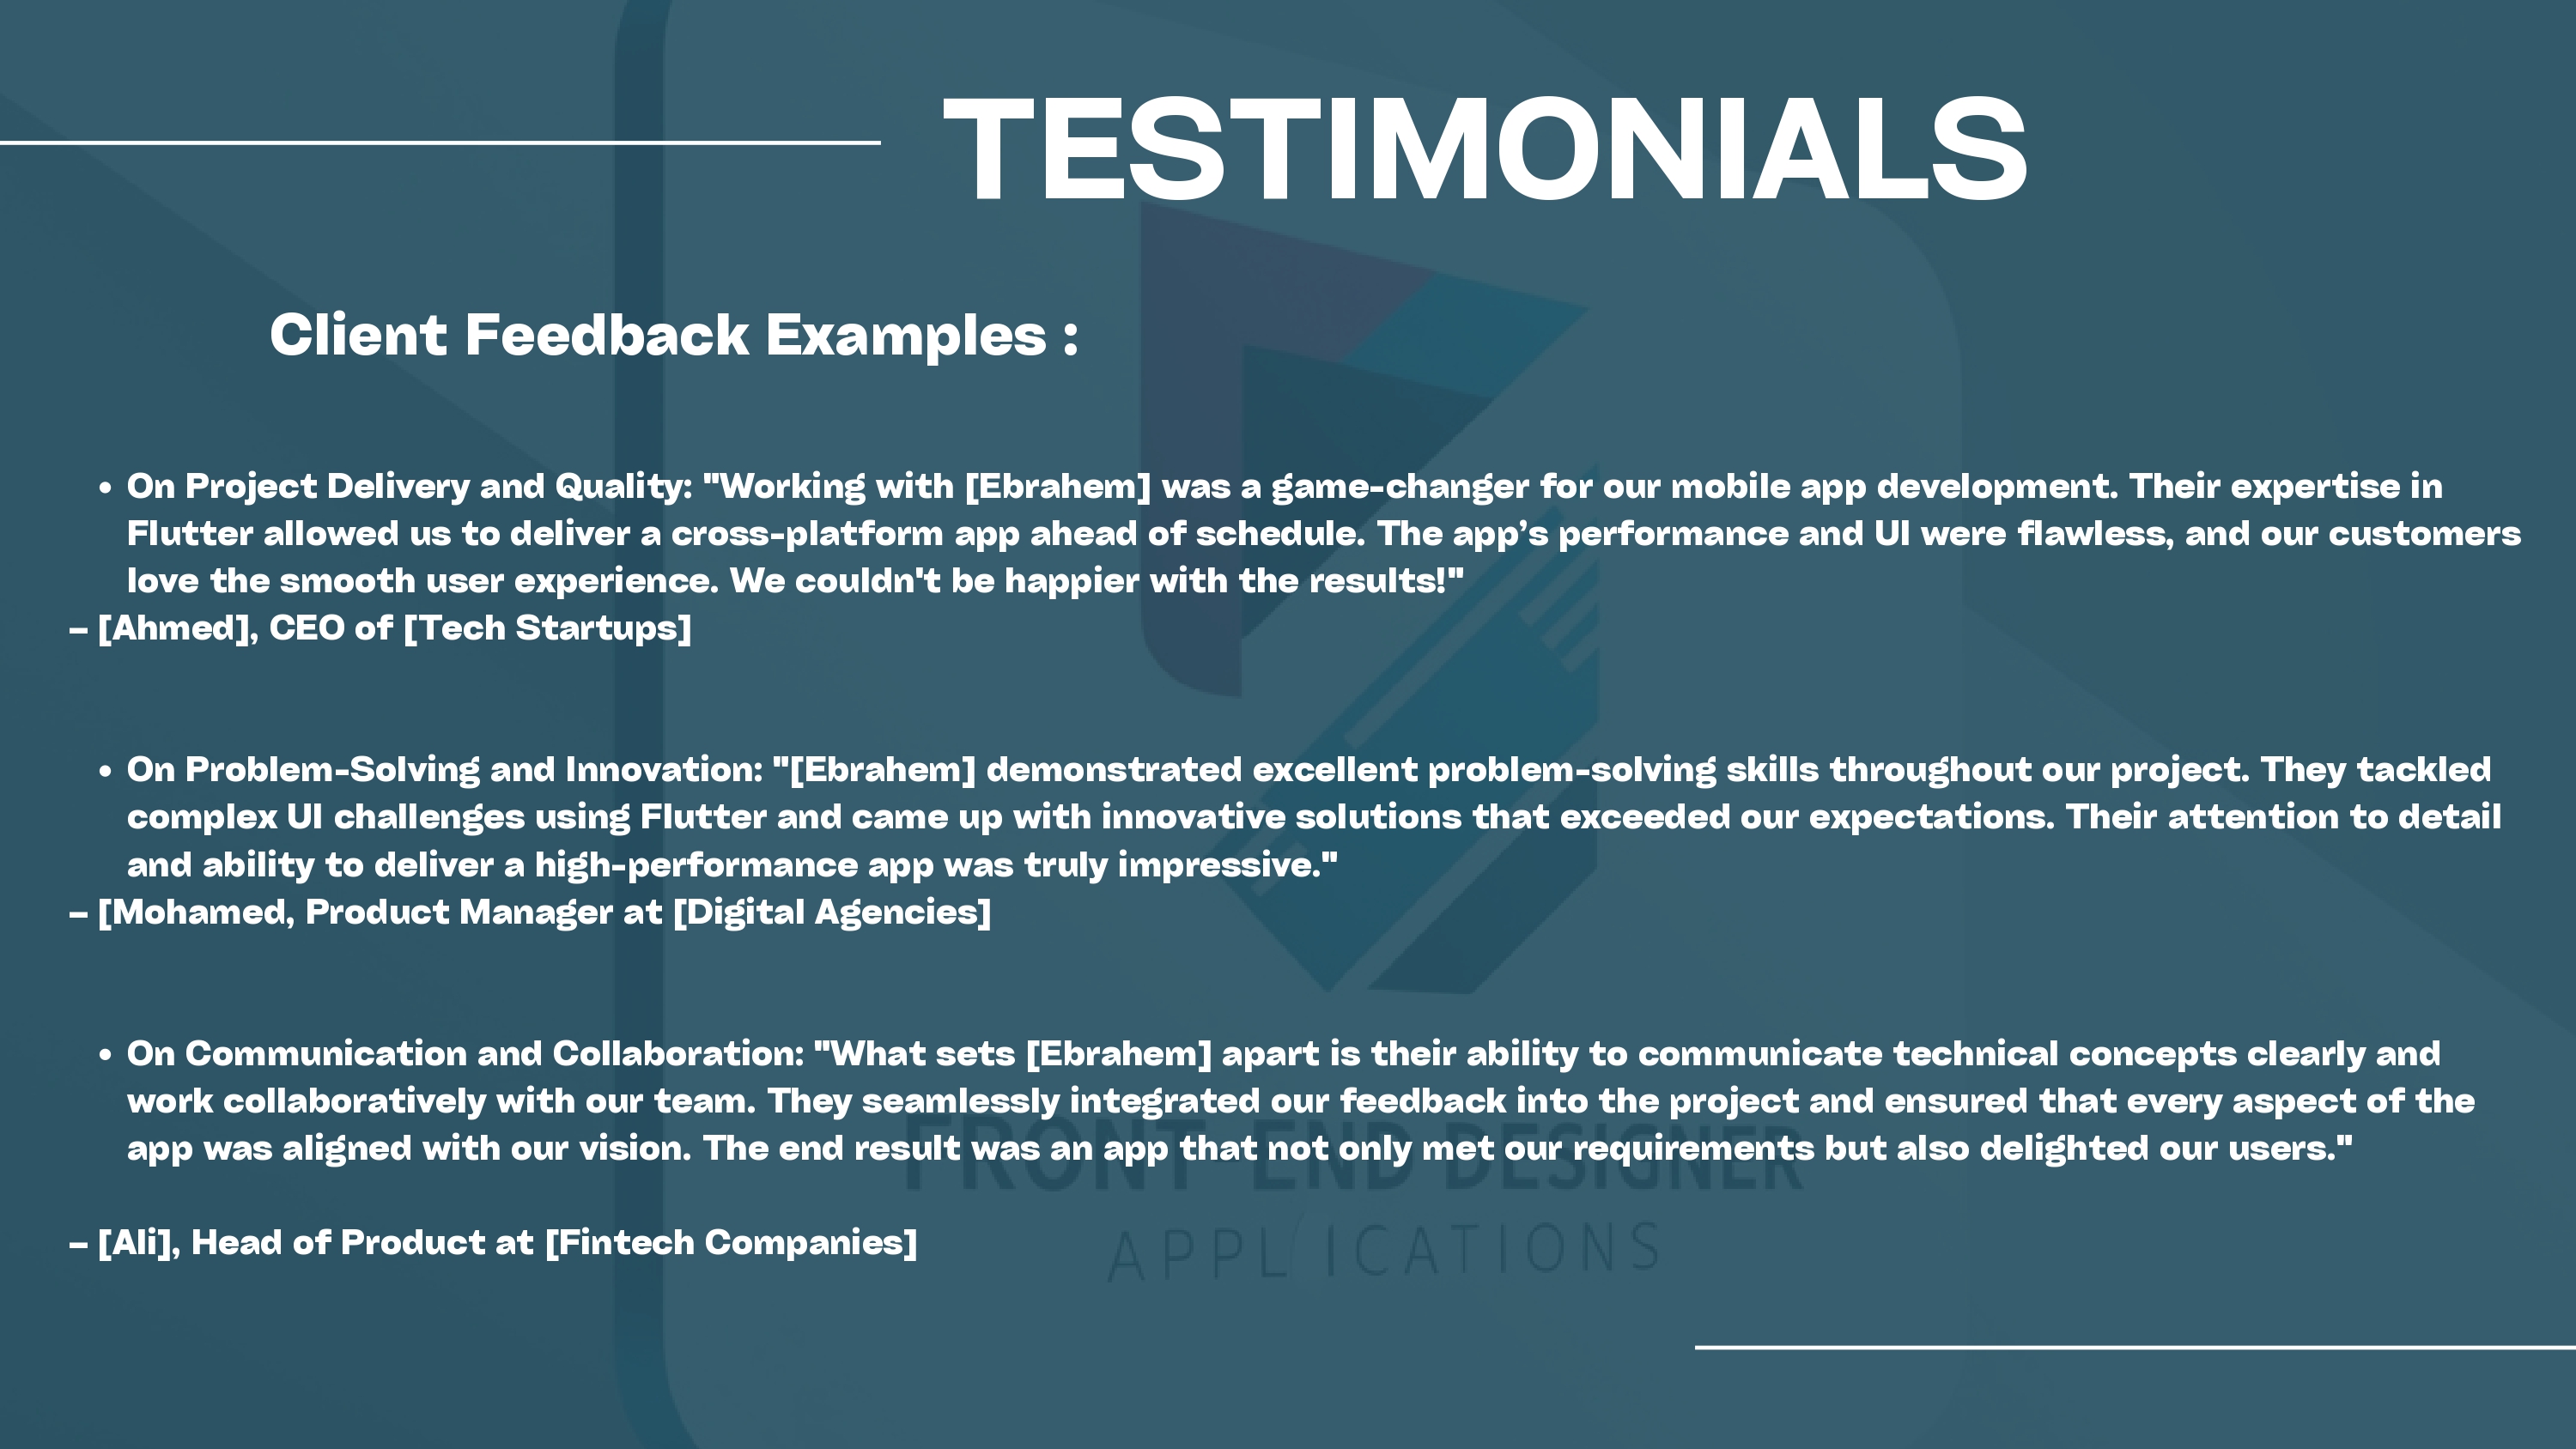 TESTIMONIALS
Client Feedback Examples :
• On Project Delivery and Quality: "Working with [Ebrahem] was a game-changer for our mobile app development. Their expertise in
Flutter allowed us to deliver a cross-platform app ahead of schedule. The app’s performance and UI were flawless, and our customers
love the smooth user experience. We couldn't be happier with the results!"
– [Ahmed], CEO of [Tech Startups]
• On Problem-Solving and Innovation: "[Ebrahem] demonstrated excellent problem-solving skills throughout our project. They tackled
complex UI challenges using Flutter and came up with innovative solutions that exceeded our expectations. Their attention to detail
and ability to deliver a high-performance app was truly impressive."
– [Mohamed, Product Manager at [Digital Agencies]
• On Communication and Collaboration: "What sets [Ebrahem] apart is their ability to communicate technical concepts clearly and
work collaboratively with our team. They seamlessly integrated our feedback into the project and ensured that every aspect of the
app was aligned with our vision. The end result was an app that not only met our requirements but also delighted our users."
FRONT-END DESIGNER
– [Ali], Head of Product at [Fintech Companies]
APPLICATIONS